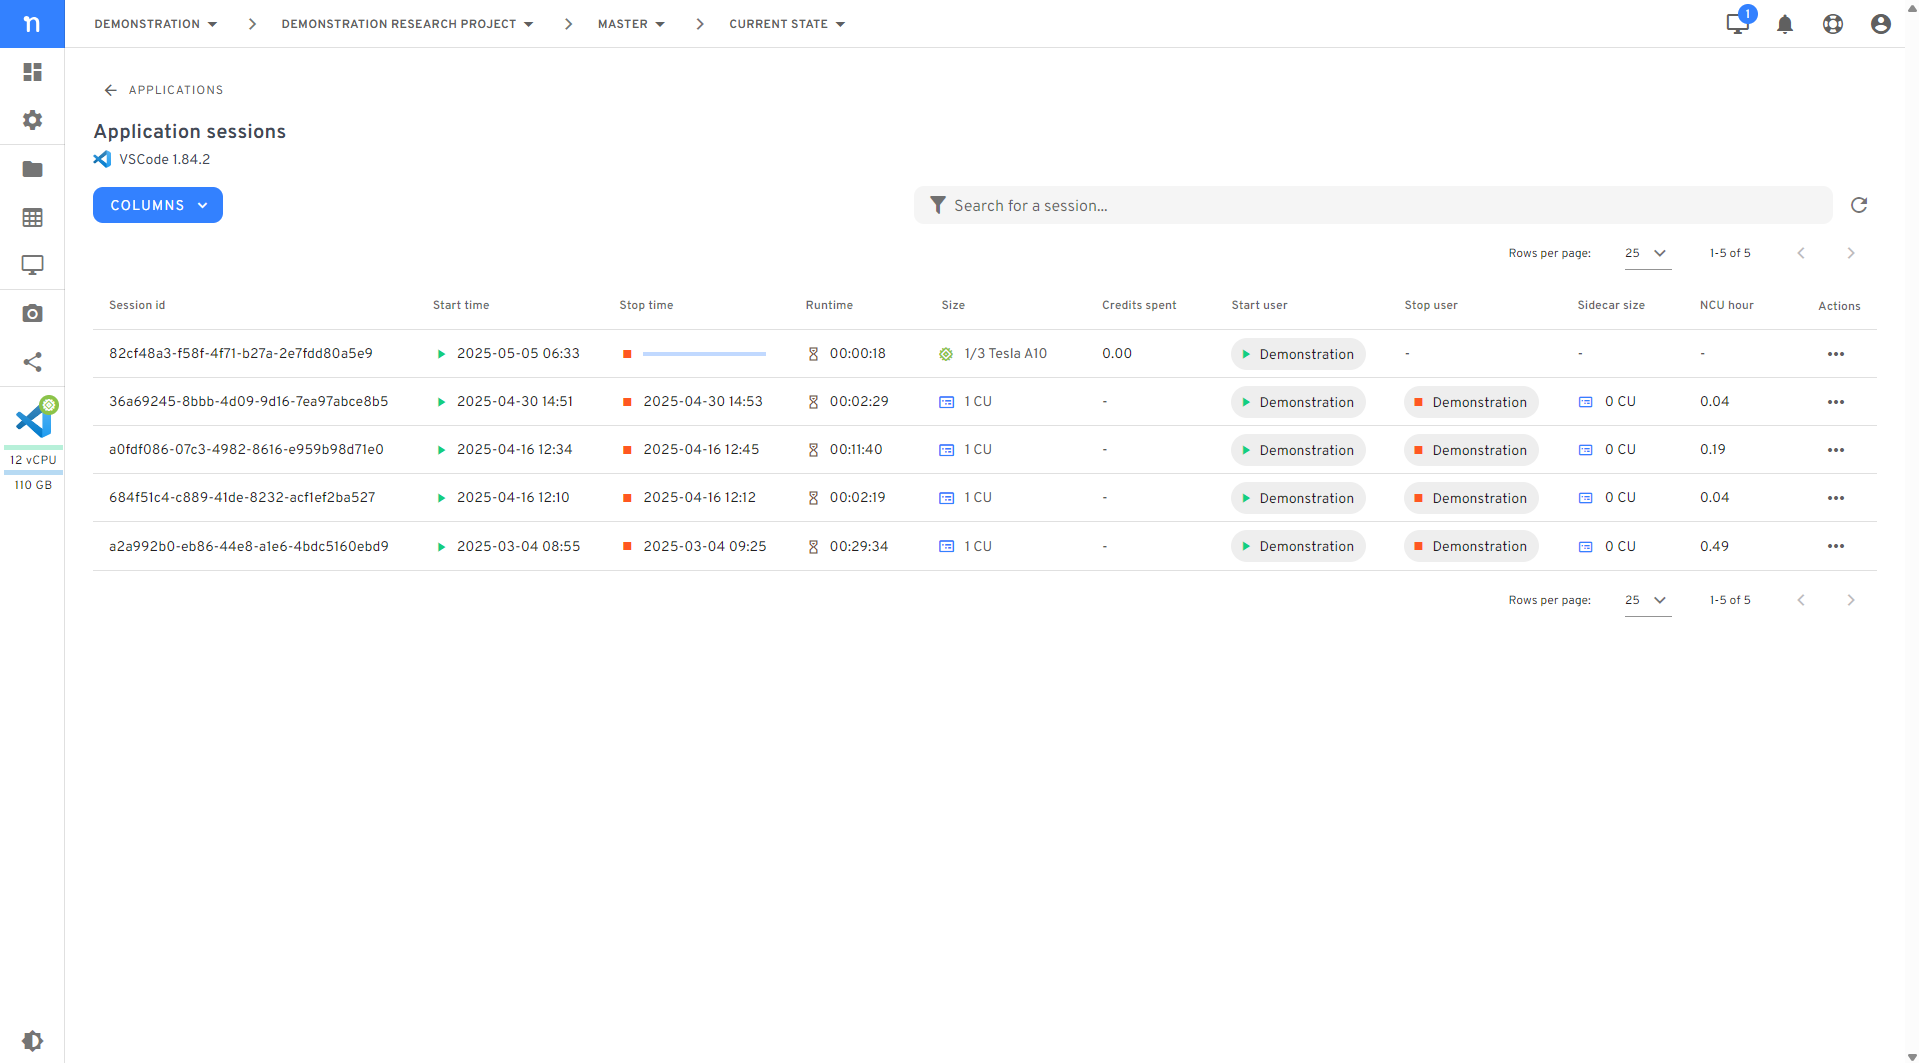 n DEMONSTRATION DEMONSTRATION RESEARCH PROJECT MASTER CURRENT STATE 1
APPLICATIONS
Application sessions
VSCode 1.84.2
COLUMNS Search for a session...
Rows per page: 25 1-5 of 5
Session id Start time Stop time Runtime Size Credits spent Start user Stop user Sidecar size NCU hour Actions
82cf48a3-f58f-4f71-b27a-2e7fdd80a5e9 2025-05-05 06:33 00:00:18 1/3 Tesla A10 0.00 Demonstration - - -
36a69245-8bbb-4d09-9d16-7ea97abce8b5 2025-04-30 14:51 2025-04-30 14:53 00:02:29 1 CU - Demonstration Demonstration 0 CU 0.04
a0fdf086-07c3-4982-8616-e959b98d71e0 2025-04-16 12:34 2025-04-16 12:45 00:11:40 1 CU - Demonstration Demonstration 0 CU 0.19
684f51c4-c889-41de-8232-acf1ef2ba527 2025-04-16 12:10 2025-04-16 12:12 00:02:19 1 CU - Demonstration Demonstration 0 CU 0.04
a2a992b0-eb86-44e8-a1e6-4bdc5160ebd9 2025-03-04 08:55 2025-03-04 09:25 00:29:34 1 CU - Demonstration Demonstration 0 CU 0.49
Rows per page: 25 1-5 of 5
12 vCPU
110 GB